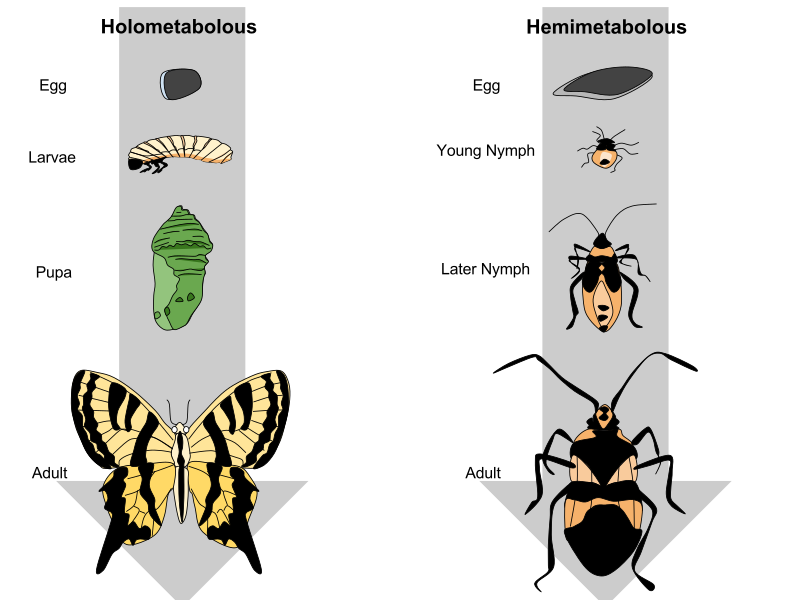 Holometabolous
Egg
Larvae
Pupa
Adult
Hemimetabolous
Egg
Young Nymph
Later Nymph
Adult